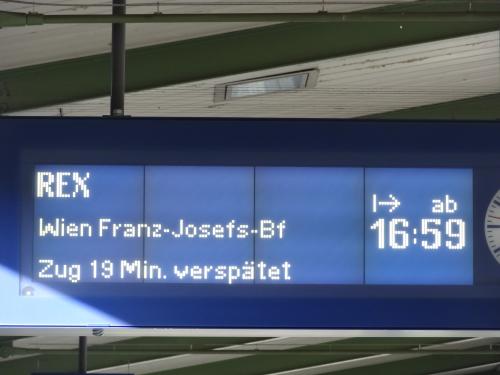 REX
|→ ab
Wien Franz-Josefs-Bf
16:59
Zug 19 Min. verspätet